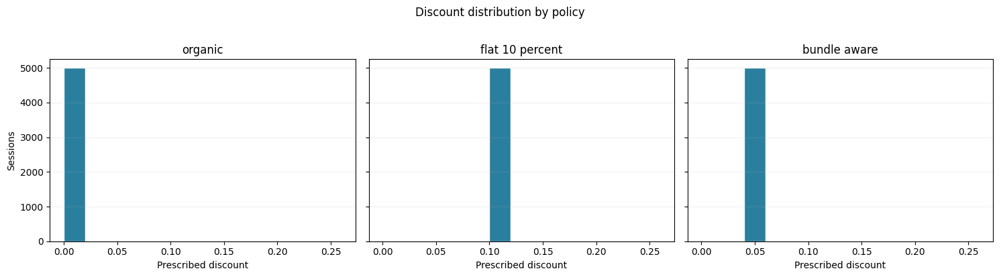 Discount distribution by policy
organic
flat 10 percent
bundle aware
5000
4000
3000
2000
1000
0
Sessions
0.00 0.05 0.10 0.15 0.20 0.25
0.00 0.05 0.10 0.15 0.20 0.25
0.00 0.05 0.10 0.15 0.20 0.25
Prescribed discount
Prescribed discount
Prescribed discount